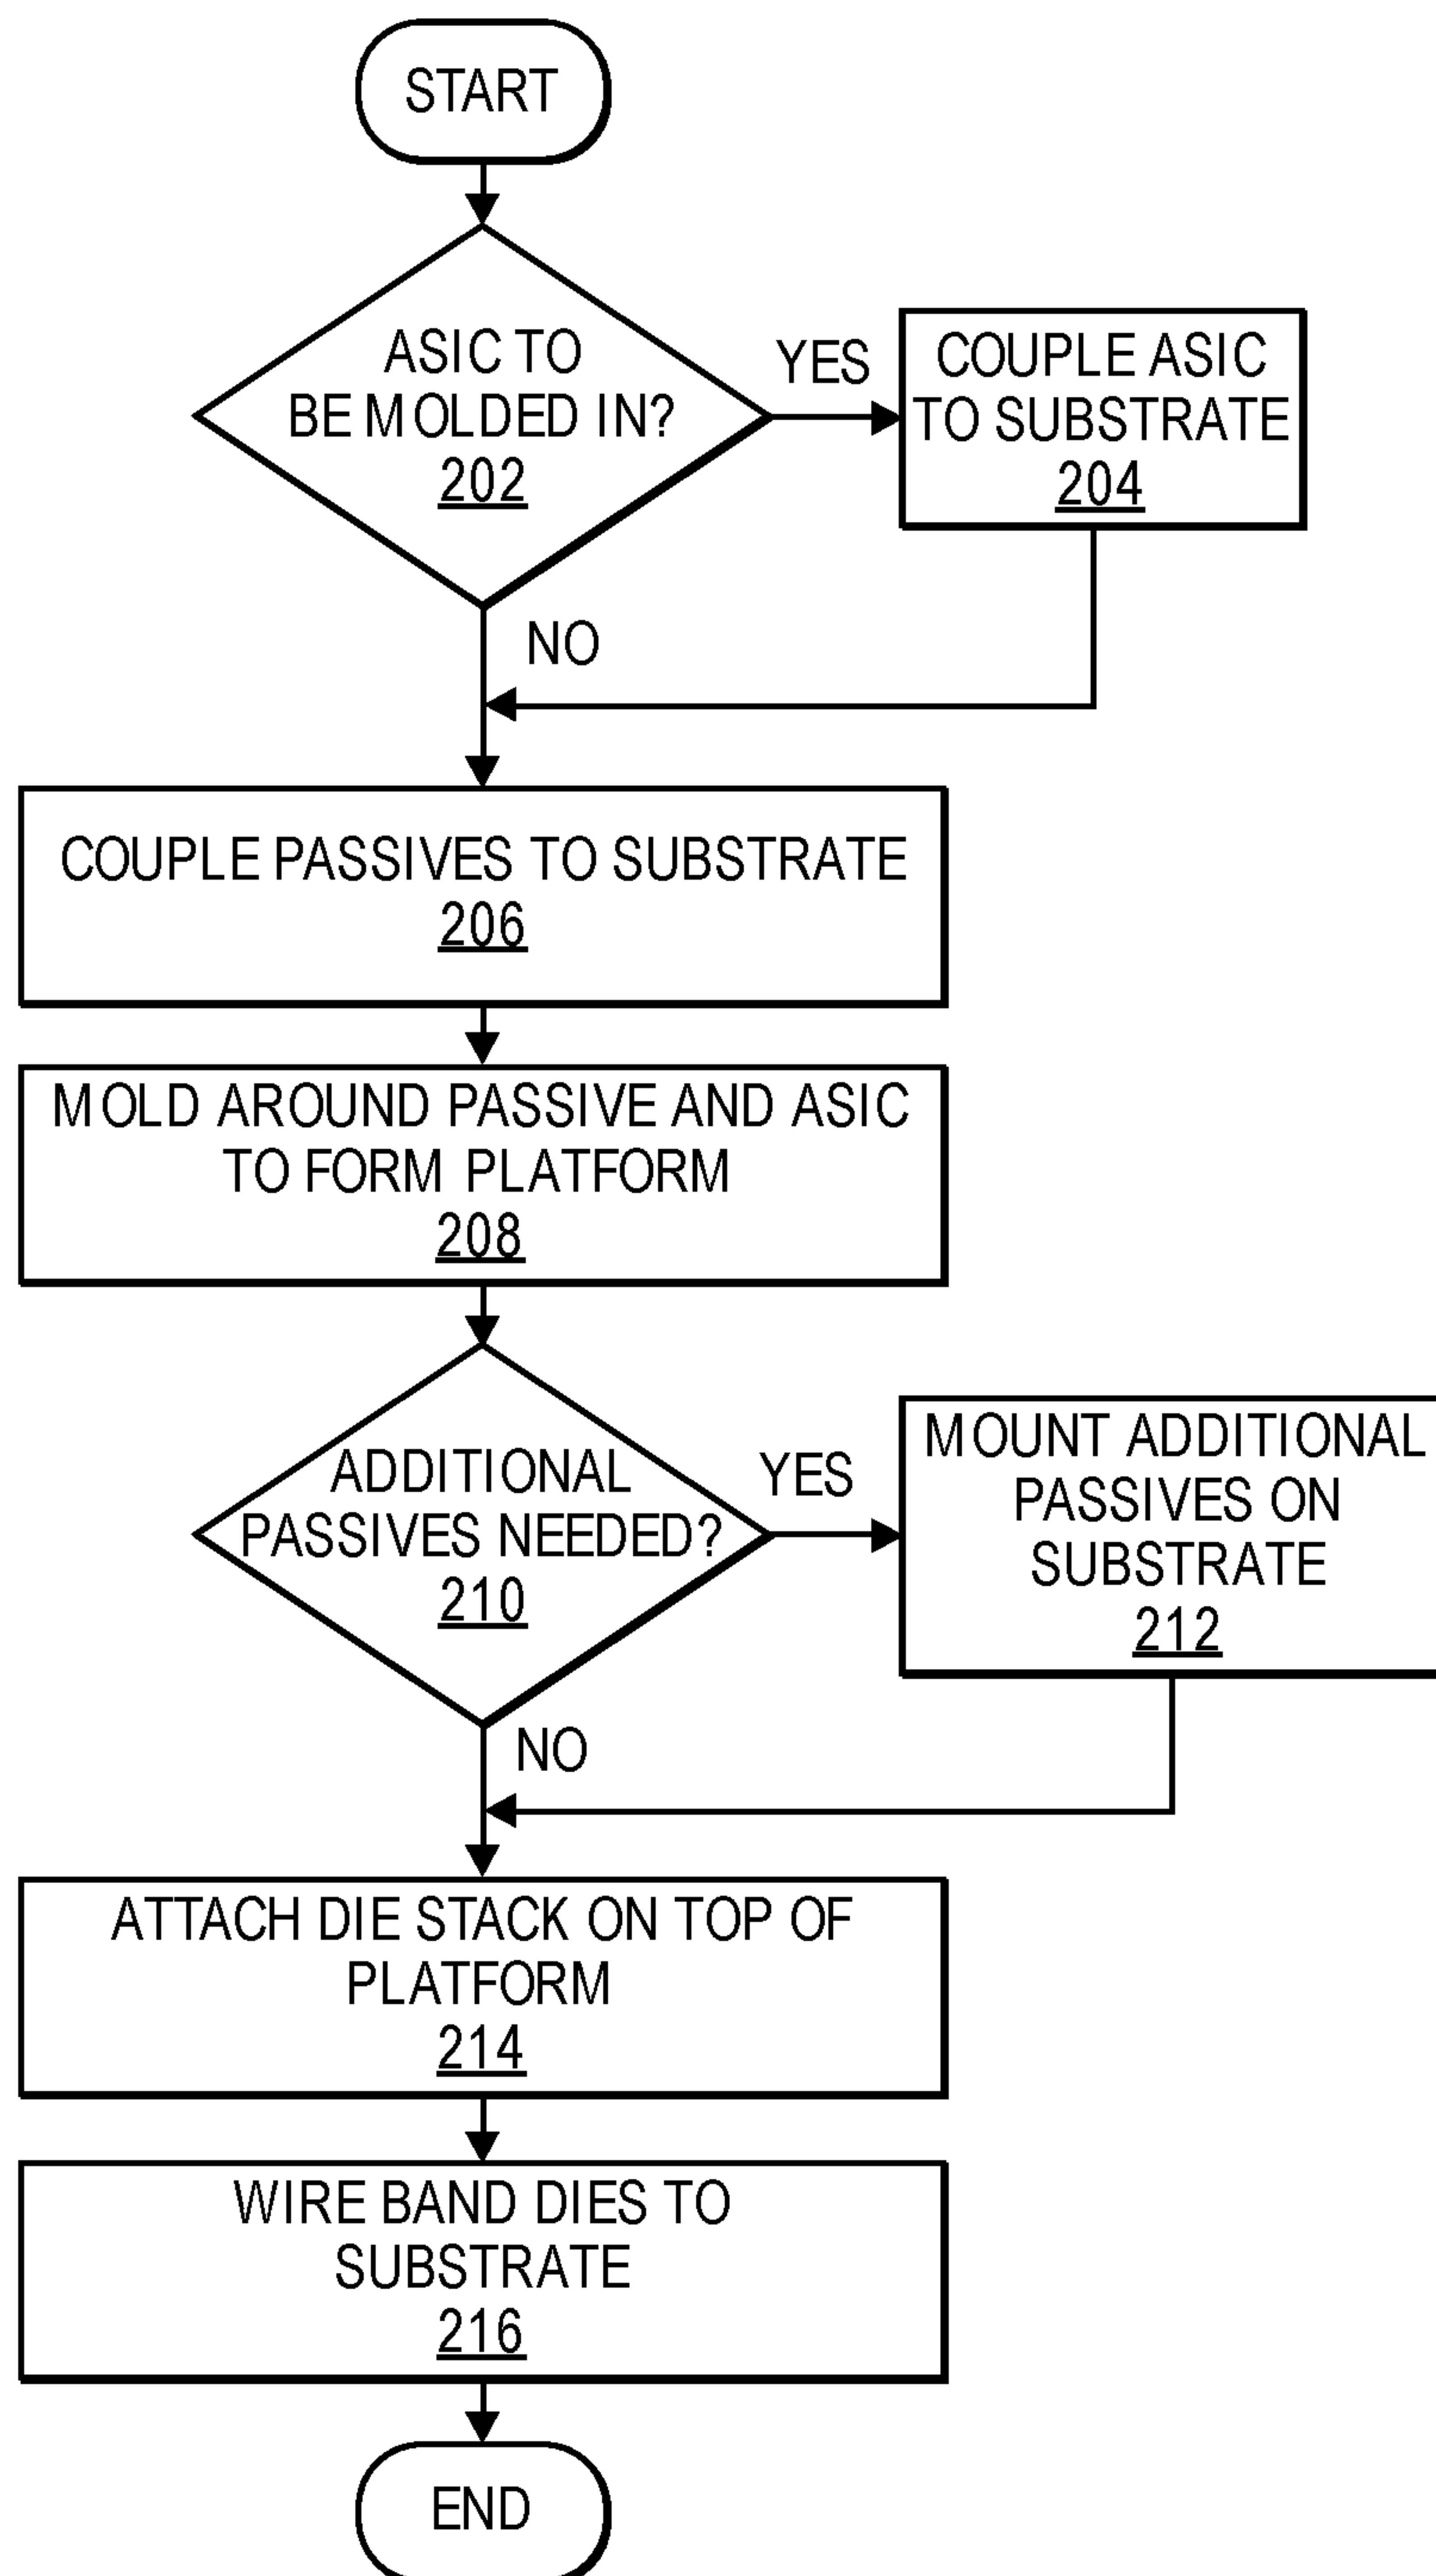 START
ASIC TO
BE MOLDED IN?
202
YES
COUPLE ASIC
TO SUBSTRATE
204
NO
COUPLE PASSIVES TO SUBSTRATE
206
MOLD AROUND PASSIVE AND ASIC
TO FORM PLATFORM
208
ADDITIONAL
PASSIVES NEEDED?
210
YES
MOUNT ADDITIONAL
PASSIVES ON
SUBSTRATE
212
NO
ATTACH DIE STACK ON TOP OF
PLATFORM
214
WIRE BAND DIES TO
SUBSTRATE
216
END